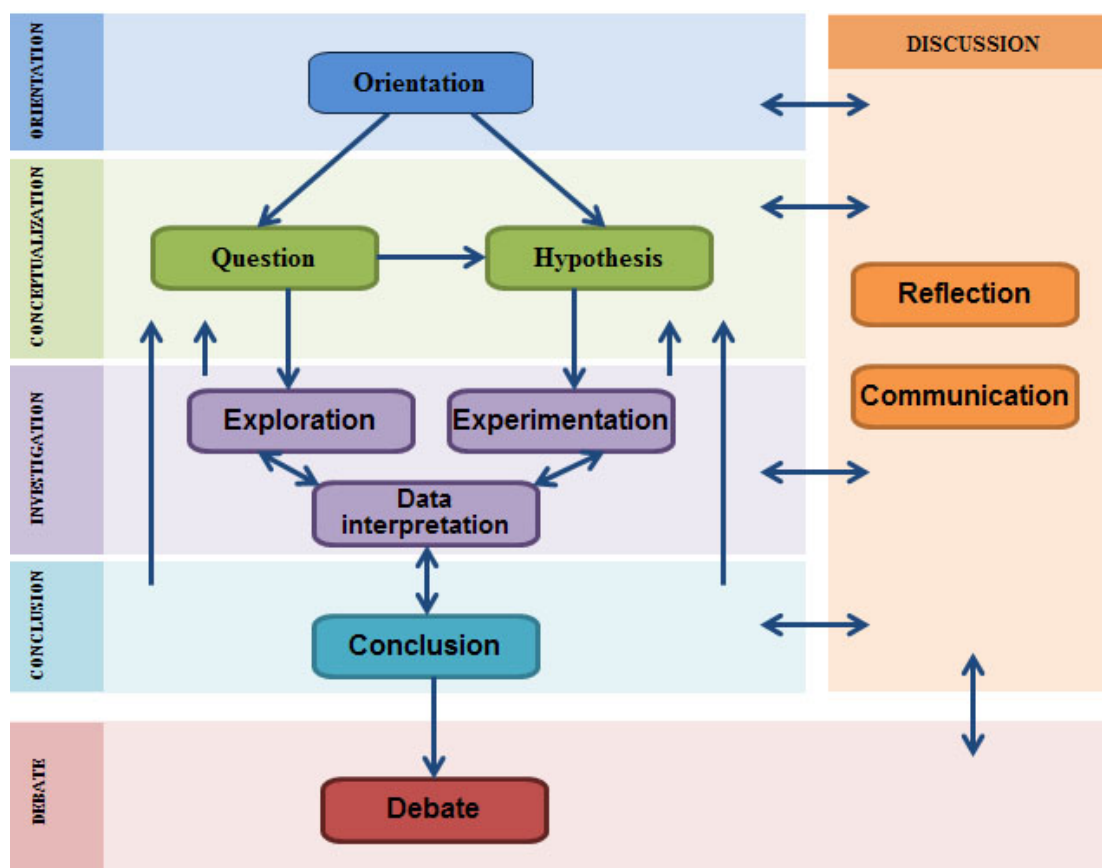 ORIENTATION
Orientation
DISCUSSION
CONCEPTUALIZATION
Question
Hypothesis
Reflection
Communication
INVESTIGATION
Exploration
Experimentation
Data
interpretation
CONCLUSION
Conclusion
DEBATE
Debate